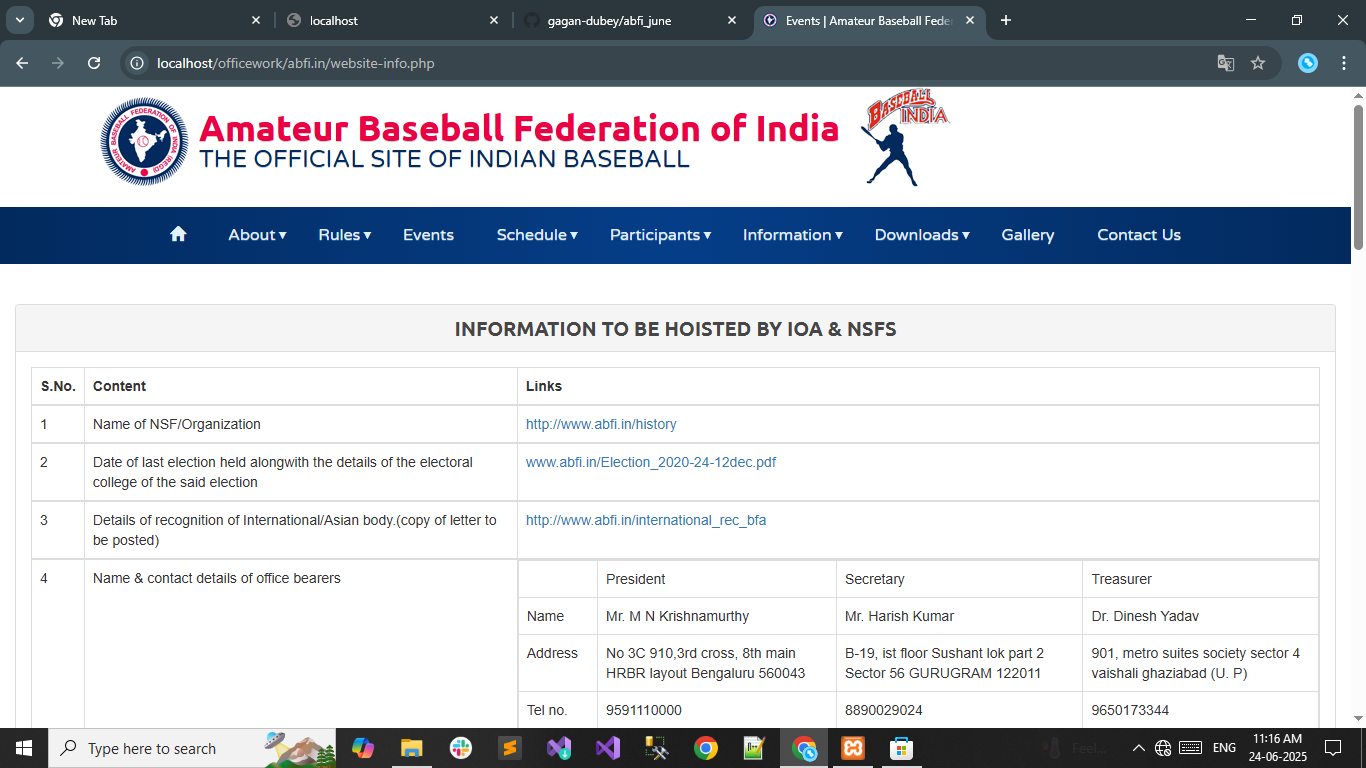 New Tab
localhost
gagan-dubey/abfi_june
Events | Amateur Baseball Fede
localhost/officework/abfi.in/website-info.php
AMATEUR BASEBALL FEDERATION OF INDIA (REGD)
Amateur Baseball Federation of India
THE OFFICIAL SITE OF INDIAN BASEBALL
BASEBALL
INDIA
About Rules Events Schedule Participants Information Downloads Gallery Contact Us
INFORMATION TO BE HOISTED BY IOA & NSFS
S.No. Content Links
1 Name of NSF/Organization http://www.abfi.in/history
2 Date of last election held alongwith the details of the electoral www.abfi.in/Election_2020-24-12dec.pdf
college of the said election
3 Details of recognition of International/Asian body.(copy of letter to http://www.abfi.in/international_rec_bfa
be posted)
4 Name & contact details of office bearers President Secretary Treasurer
Name Mr. M N Krishnamurthy Mr. Harish Kumar Dr. Dinesh Yadav
Address No 3C 910,3rd cross, 8th main B-19, ist floor Sushant lok part 2 901, metro suites society sector 4
HRBR layout Bengaluru 560043 Sector 56 GURUGRAM 122011 vaishali ghaziabad (U. P)
Tel no. 9591110000 8890029024 9650173344
Type here to search
Feel...
ENG
11:16 AM
24-06-2025